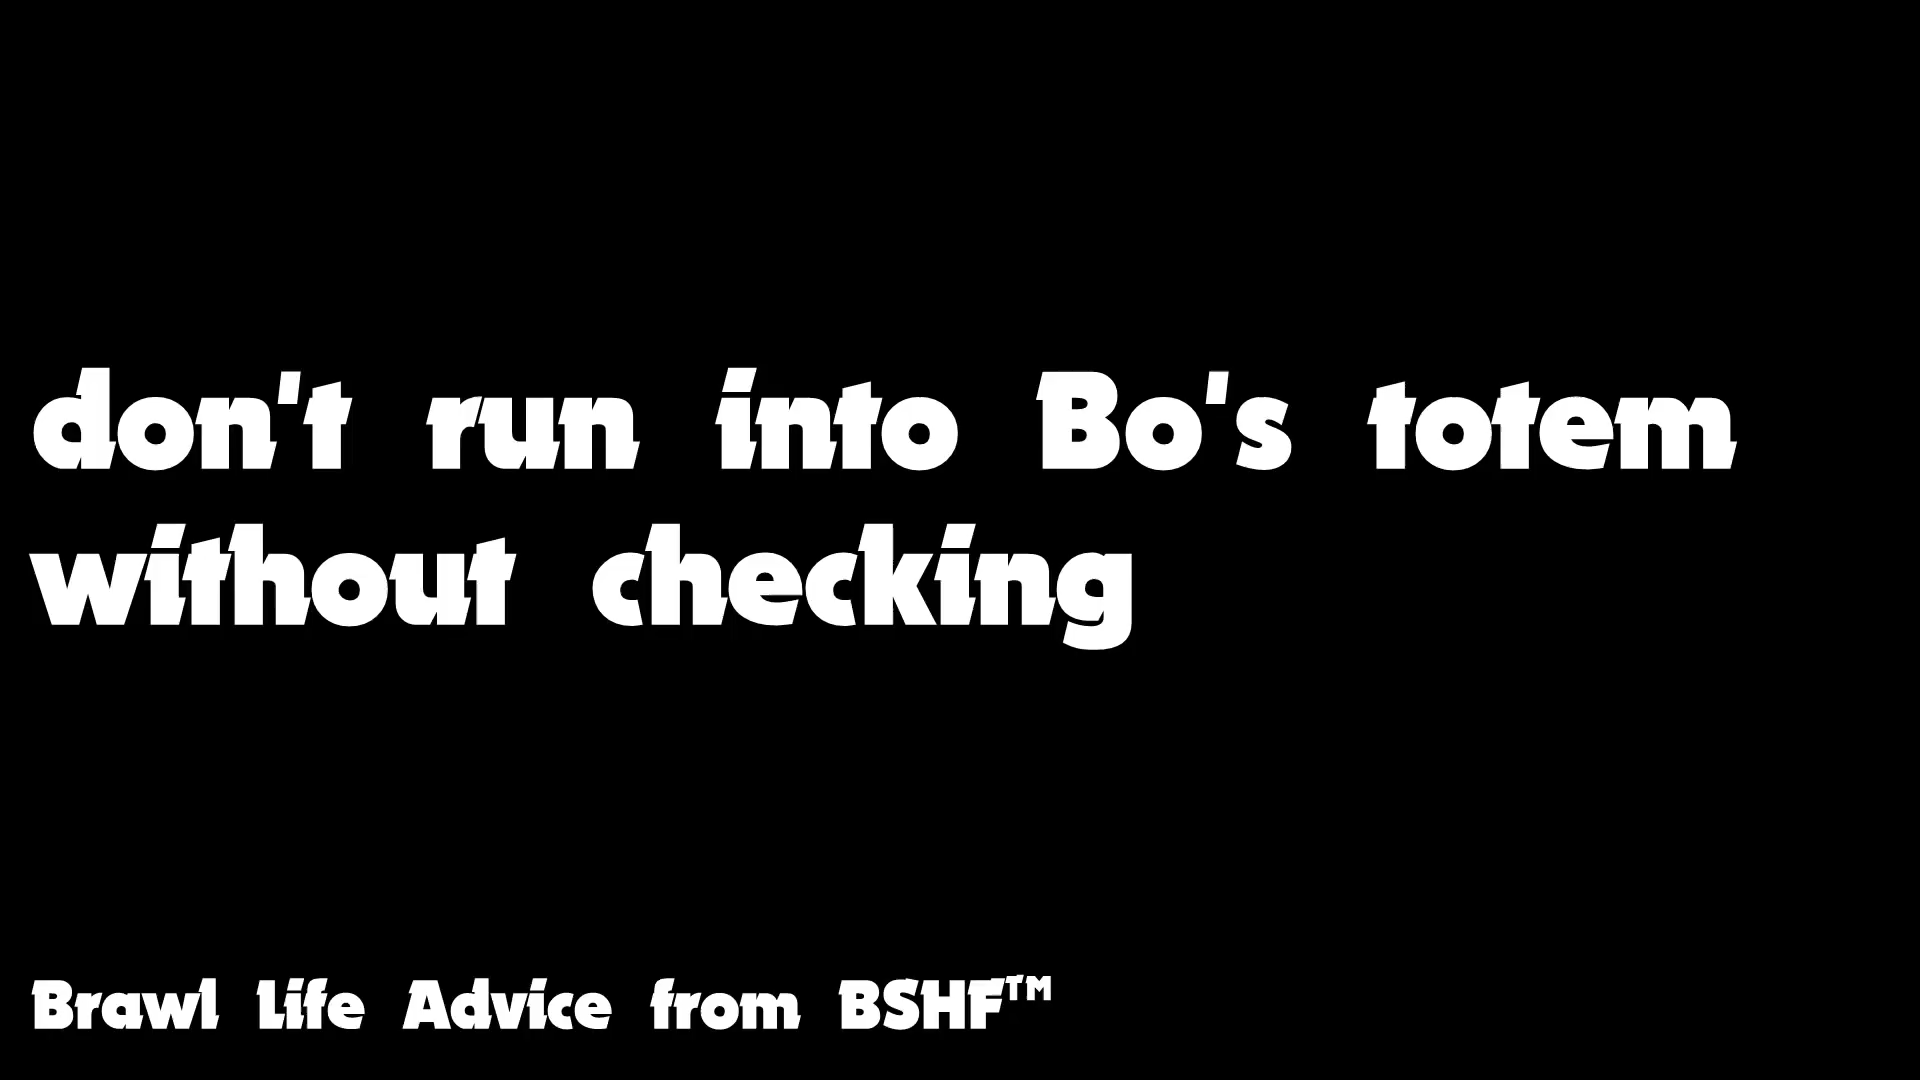 don't run into Bo's totem
without checking
Brawl Life Advice from BSHF™